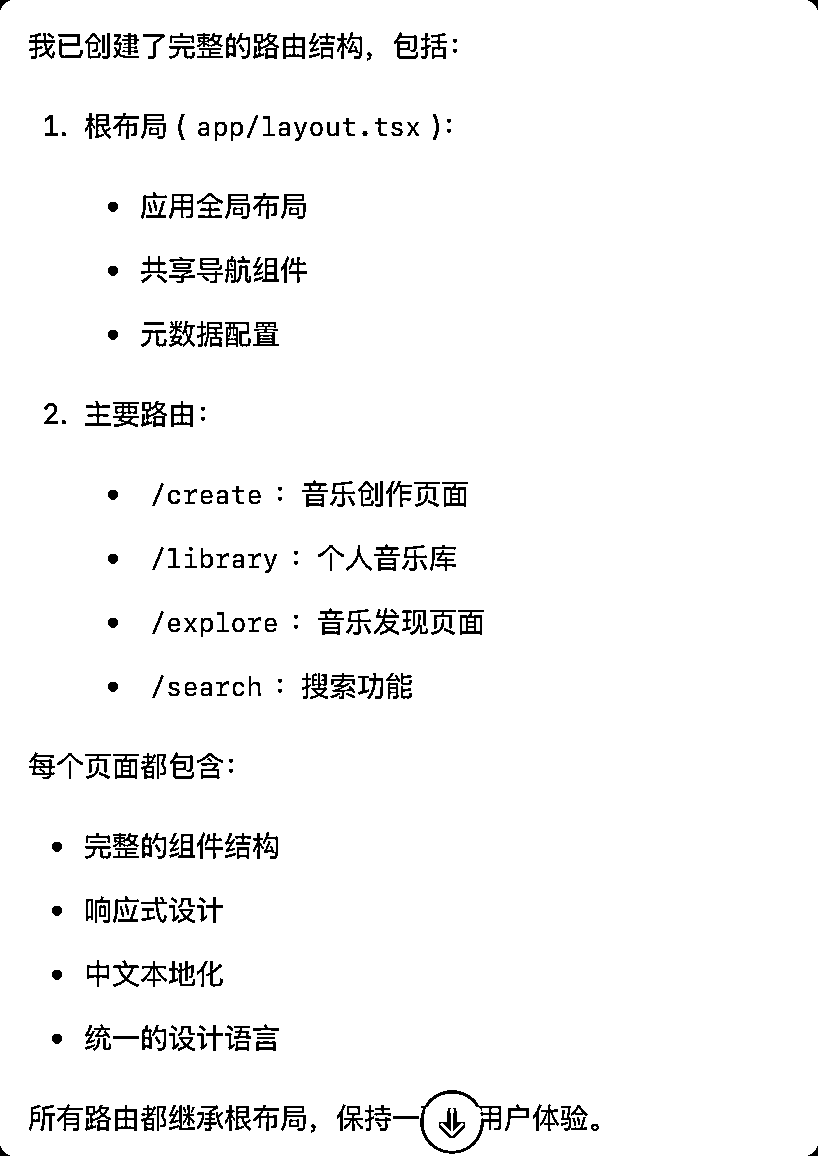 我已创建了完整的路由结构，包括：
1. 根布局 ( app/layout.tsx )：
• 应用全局布局
• 共享导航组件
• 元数据配置
2. 主要路由：
• /create ：音乐创作页面
• /library ：个人音乐库
• /explore ：音乐发现页面
• /search ：搜索功能
每个页面都包含：
• 完整的组件结构
• 响应式设计
• 中文本地化
• 统一的设计语言
所有路由都继承根布局，保持一 用户体验。